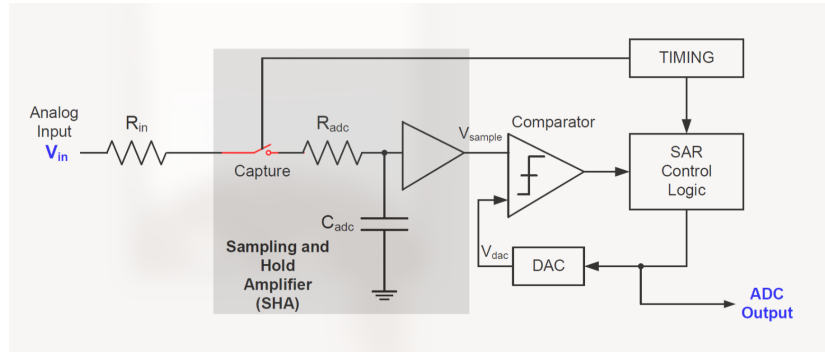 TIMING
Analog
Input
Vin
Rin
Radc
Capture
Vsample
Comparator
SAR
Control
Logic
Cadc
Sampling and
Hold
Amplifier
(SHA)
Vdac
DAC
ADC
Output